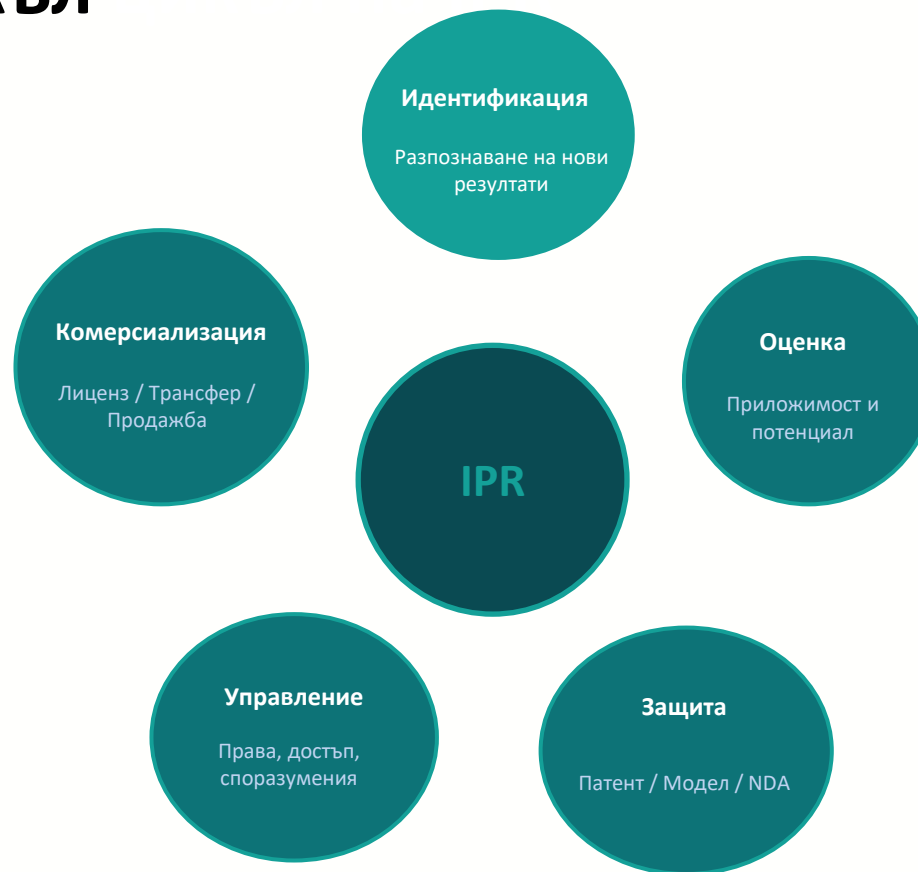 Идентификация
Разпознаване на нови
резултати
Оценка
Приложимост и
потенциал
Защита
Патент / Модел / NDA
Управление
Права, достъп,
споразумения
Комерсиализация
Лиценз / Трансфер /
Продажба
IPR